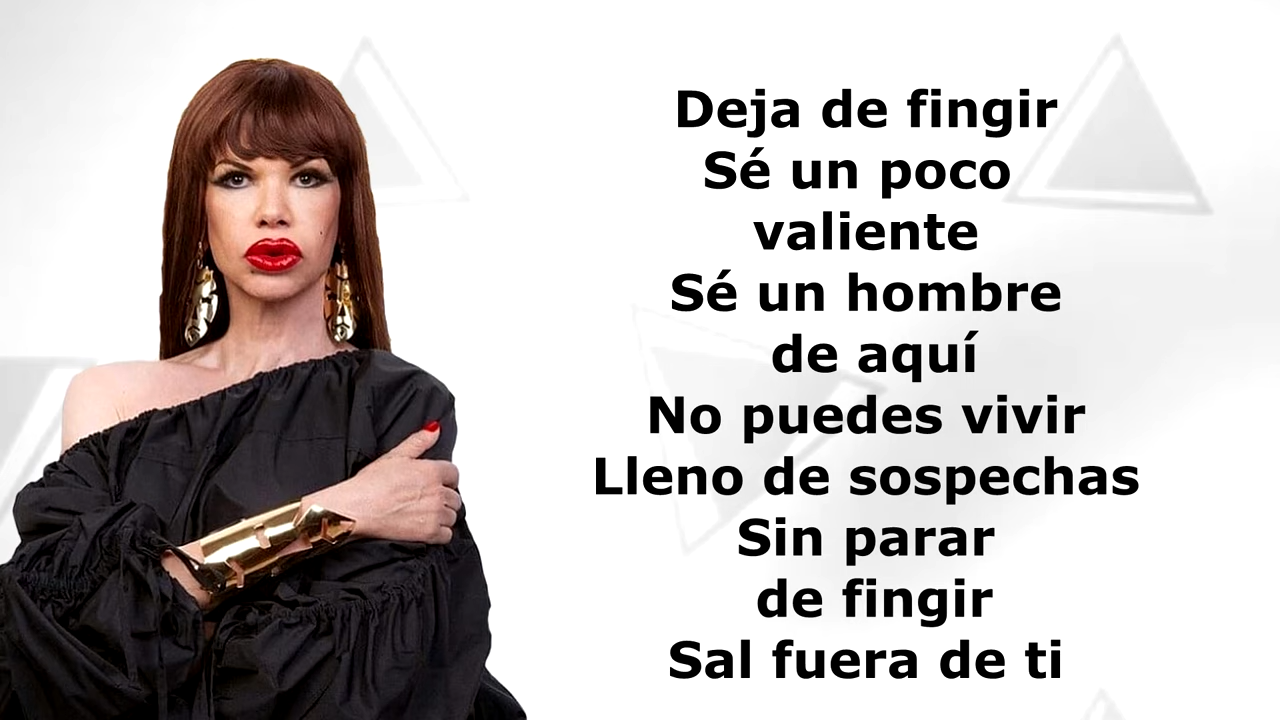 Deja de fingir
Sé un poco
valiente
Sé un hombre
de aquí
No puedes vivir
Lleno de sospechas
Sin parar
de fingir
Sal fuera de ti